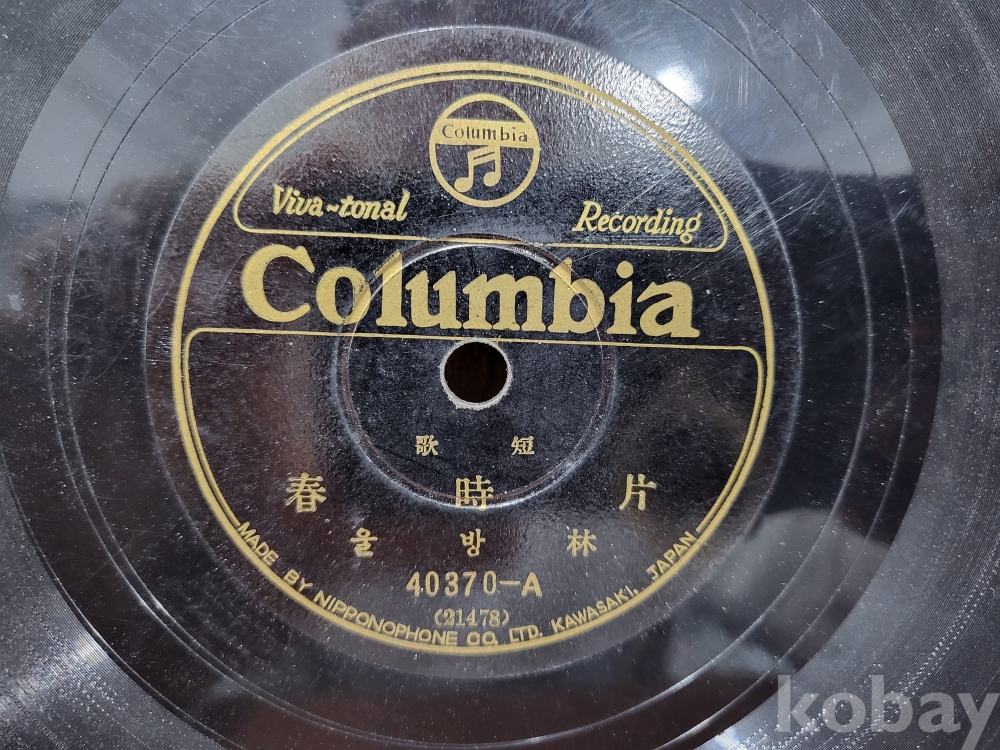 Columbia
Viva-tonal Recording
Columbia
歌 短
春 時 片
울 방 林
40370-A
(21478)
MADE BY NIPPONOPHONE CO., LTD. KAWASAKI, JAPAN
kobay